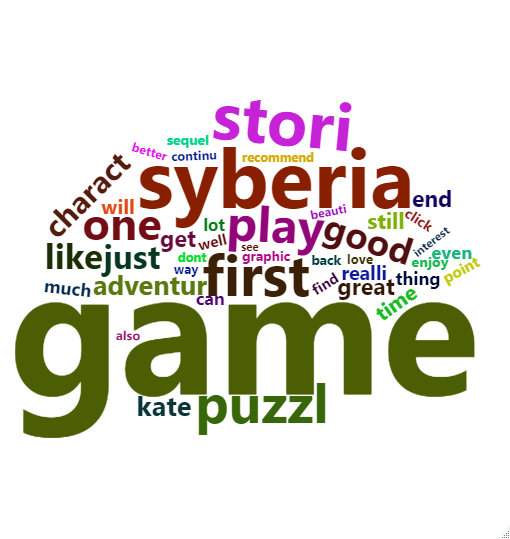 stori
sequel
better
continu
recommend
charact
syberia
will
one
lot
play
beauti
still
click
end
good
like
just
get
well
see
dont
graphic
back
love
interest
even
enjoy
way
first
find
realli
great
thing
point
much
adventur
can
time
game
also
kate
puzzl